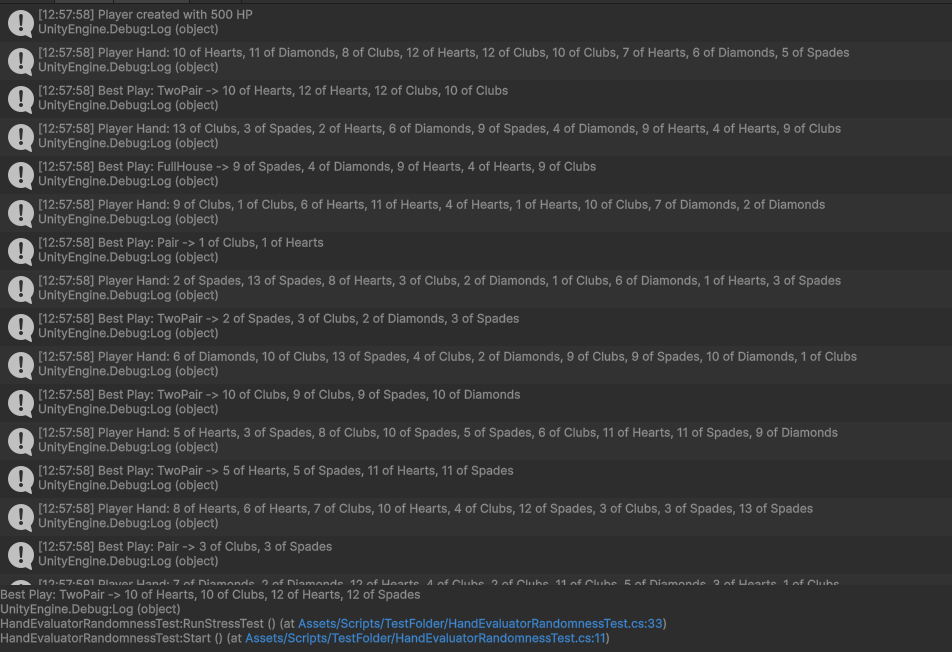 [12:57:58] Player created with 500 HP
UnityEngine.Debug:Log (object)
[12:57:58] Player Hand: 10 of Hearts, 11 of Diamonds, 8 of Clubs, 12 of Hearts, 12 of Clubs, 10 of Clubs, 7 of Hearts, 6 of Diamonds, 5 of Spades
UnityEngine.Debug:Log (object)
[12:57:58] Best Play: TwoPair -> 10 of Hearts, 12 of Hearts, 12 of Clubs, 10 of Clubs
UnityEngine.Debug:Log (object)
[12:57:58] Player Hand: 13 of Clubs, 3 of Spades, 2 of Hearts, 6 of Diamonds, 9 of Spades, 4 of Diamonds, 9 of Hearts, 4 of Hearts, 9 of Clubs
UnityEngine.Debug:Log (object)
[12:57:58] Best Play: FullHouse -> 9 of Spades, 4 of Diamonds, 9 of Hearts, 4 of Hearts, 9 of Clubs
UnityEngine.Debug:Log (object)
[12:57:58] Player Hand: 9 of Clubs, 1 of Clubs, 6 of Hearts, 11 of Hearts, 4 of Hearts, 1 of Hearts, 10 of Clubs, 7 of Diamonds, 2 of Diamonds
UnityEngine.Debug:Log (object)
[12:57:58] Best Play: Pair -> 1 of Clubs, 1 of Hearts
UnityEngine.Debug:Log (object)
[12:57:58] Player Hand: 2 of Spades, 13 of Spades, 8 of Hearts, 3 of Clubs, 2 of Diamonds, 1 of Clubs, 6 of Diamonds, 1 of Hearts, 3 of Spades
UnityEngine.Debug:Log (object)
[12:57:58] Best Play: TwoPair -> 2 of Spades, 3 of Clubs, 2 of Diamonds, 3 of Spades
UnityEngine.Debug:Log (object)
[12:57:58] Player Hand: 6 of Diamonds, 10 of Clubs, 13 of Spades, 4 of Clubs, 2 of Diamonds, 9 of Clubs, 9 of Spades, 10 of Diamonds, 1 of Clubs
UnityEngine.Debug:Log (object)
[12:57:58] Best Play: TwoPair -> 10 of Clubs, 9 of Clubs, 9 of Spades, 10 of Diamonds
UnityEngine.Debug:Log (object)
[12:57:58] Player Hand: 5 of Hearts, 3 of Spades, 8 of Clubs, 10 of Spades, 5 of Spades, 6 of Clubs, 11 of Hearts, 11 of Spades, 9 of Diamonds
UnityEngine.Debug:Log (object)
[12:57:58] Best Play: TwoPair -> 5 of Hearts, 5 of Spades, 11 of Hearts, 11 of Spades
UnityEngine.Debug:Log (object)
[12:57:58] Player Hand: 8 of Hearts, 6 of Hearts, 7 of Clubs, 10 of Hearts, 4 of Clubs, 12 of Spades, 3 of Clubs, 3 of Spades, 13 of Spades
UnityEngine.Debug:Log (object)
[12:57:58] Best Play: Pair -> 3 of Clubs, 3 of Spades
UnityEngine.Debug:Log (object)
[12:57:58] Player Hand: 7 of Diamonds, 2 of Diamonds, 12 of Hearts, 4 of Clubs, 2 of Clubs, 11 of Clubs, 5 of Diamonds, 3 of Hearts, 1 of Clubs
Best Play: TwoPair -> 10 of Hearts, 10 of Clubs, 12 of Hearts, 12 of Spades
UnityEngine.Debug:Log (object)
HandEvaluatorRandomnessTest:RunStressTest () (at Assets/Scripts/TestFolder/HandEvaluatorRandomnessTest.cs:33)
HandEvaluatorRandomnessTest:Start () (at Assets/Scripts/TestFolder/HandEvaluatorRandomnessTest.cs:11)